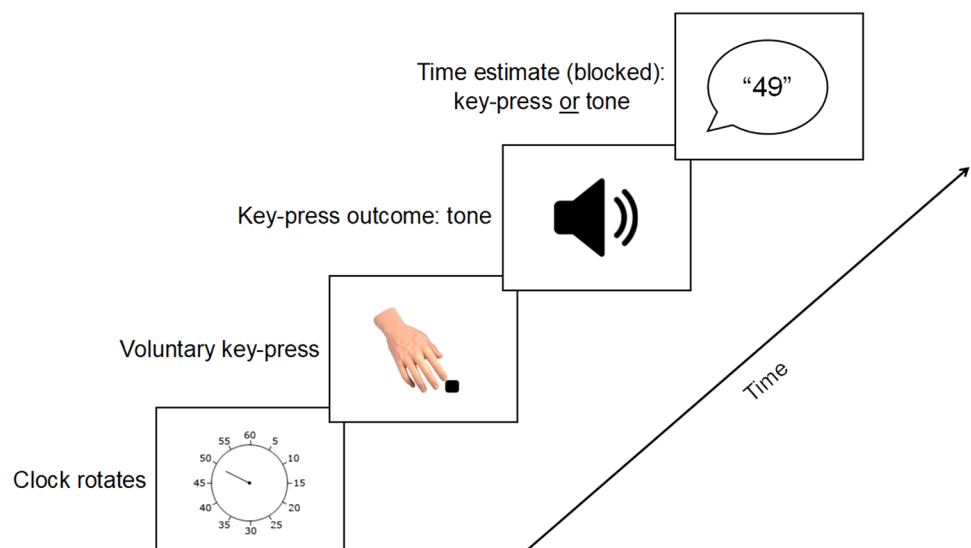 Time estimate (blocked):
key-press or tone
“49”
Key-press outcome: tone
Voluntary key-press
Time
Clock rotates
60
55
5
50
10
45
15
40
20
35
25
30